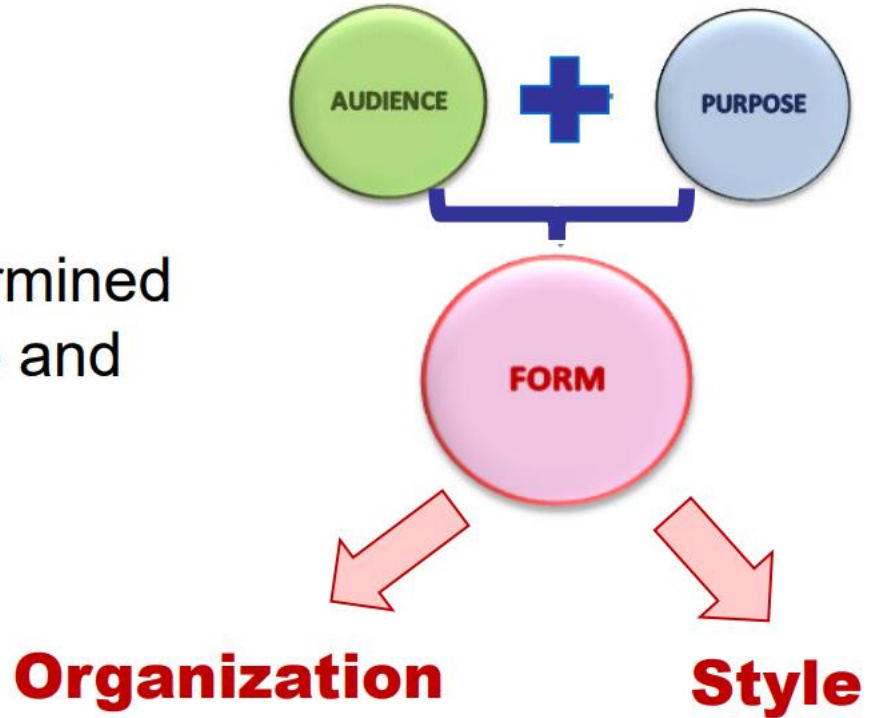 AUDIENCE
PURPOSE
rmined
and
FORM
Organization
Style